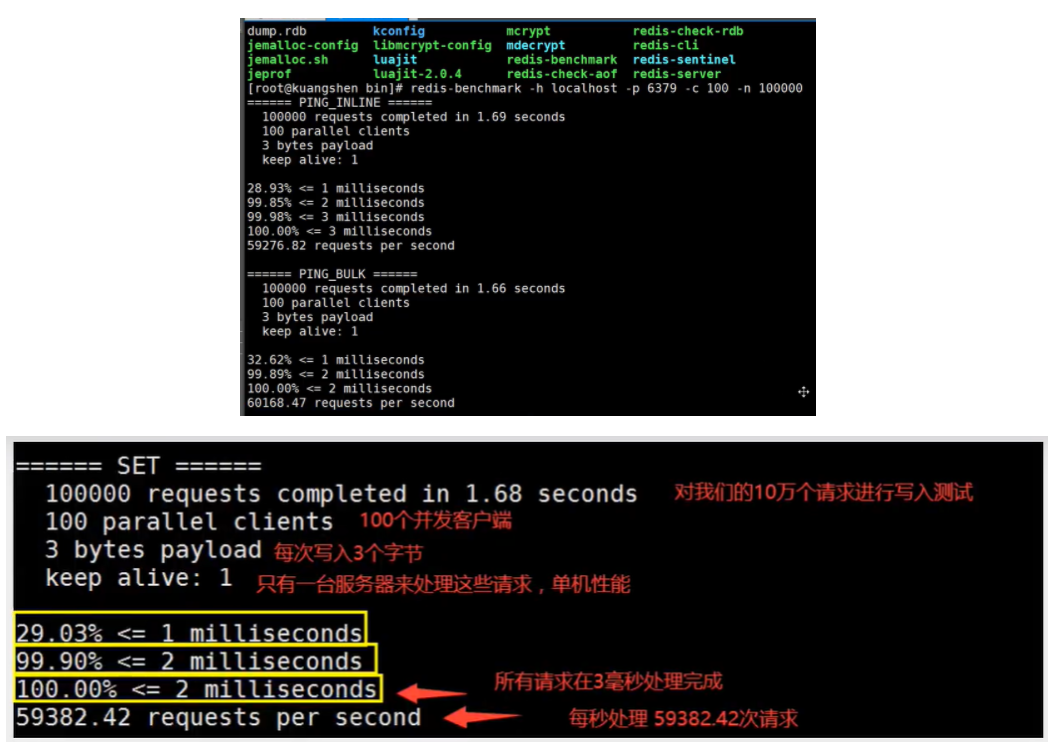 dump.rdb kconfig mcrypt redis-check-rdb
jemalloc-config libmcrypt-config mdecrypt redis-cli
jemalloc.sh luajit redis-benchmark redis-sentinel
jeprof luajit-2.0.4 redis-check-aof redis-server
[root@kuangshen bin]# redis-benchmark -h localhost -p 6379 -c 100 -n 100000
====== PING_INLINE ======
100000 requests completed in 1.69 seconds
100 parallel clients
3 bytes payload
keep alive: 1
28.93% <= 1 milliseconds
99.85% <= 2 milliseconds
99.98% <= 3 milliseconds
100.00% <= 3 milliseconds
59276.82 requests per second
====== PING_BULK ======
100000 requests completed in 1.66 seconds
100 parallel clients
3 bytes payload
keep alive: 1
32.62% <= 1 milliseconds
99.89% <= 2 milliseconds
100.00% <= 2 milliseconds
60168.47 requests per second
====== SET ======
100000 requests completed in 1.68 seconds 对我们的10万个请求进行写入测试
100 parallel clients 100个并发客户端
3 bytes payload 每次写入3个字节
keep alive: 1 只有一台服务器来处理这些请求，单机性能
29.03% <= 1 milliseconds
99.90% <= 2 milliseconds
100.00% <= 2 milliseconds 所有请求在3毫秒处理完成
59382.42 requests per second 每秒处理 59382.42次请求